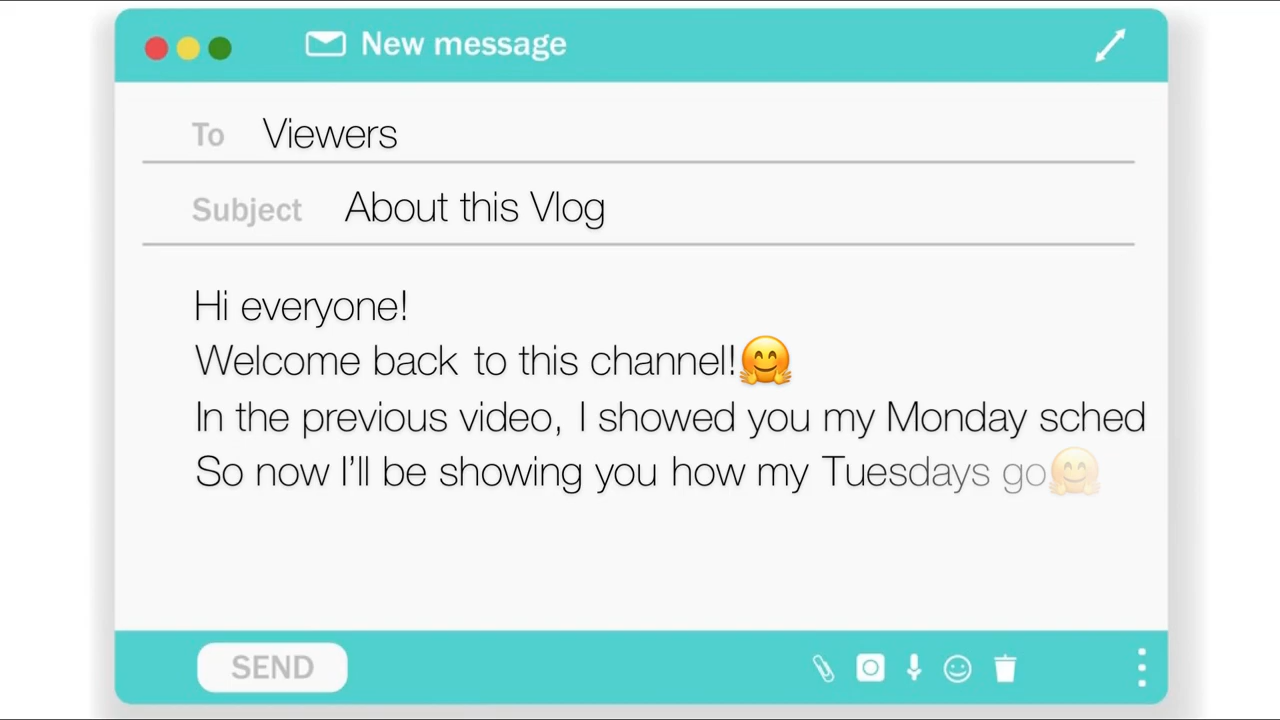 New message
To Viewers
Subject About this Vlog
Hi everyone!
Welcome back to this channel!🤗
In the previous video, I showed you my Monday sched
So now I'll be showing you how my Tuesdays go🤗
SEND